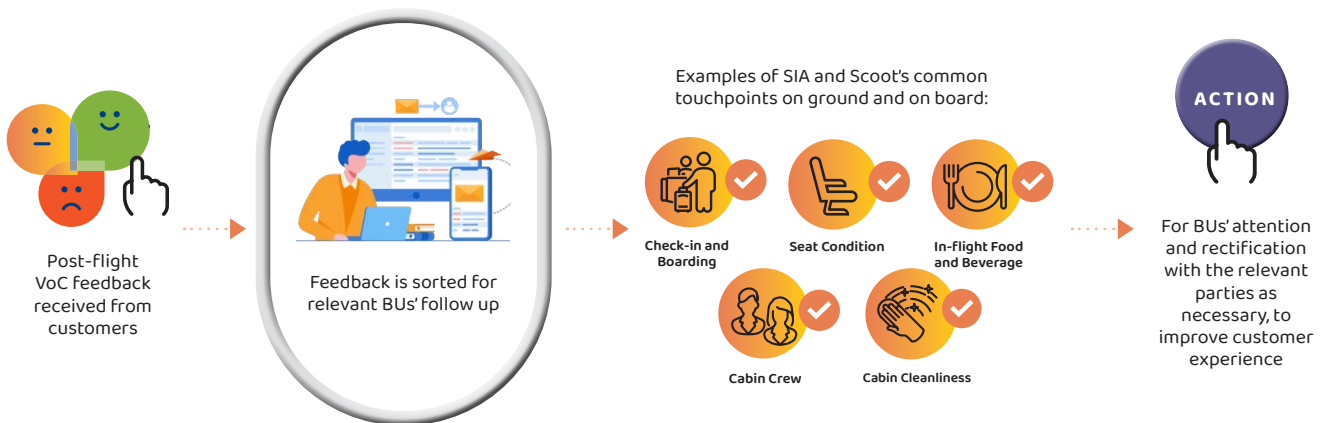 Post-flight
VoC feedback
received from
customers
Feedback is sorted for
relevant BUs’ follow up
Examples of SIA and Scoot’s common
touchpoints on ground and on board:
Check-in and
Boarding
Seat Condition
In-flight Food
and Beverage
Cabin Crew
Cabin Cleanliness
ACTION
For BUs’ attention
and rectification
with the relevant
parties as
necessary, to
improve customer
experience